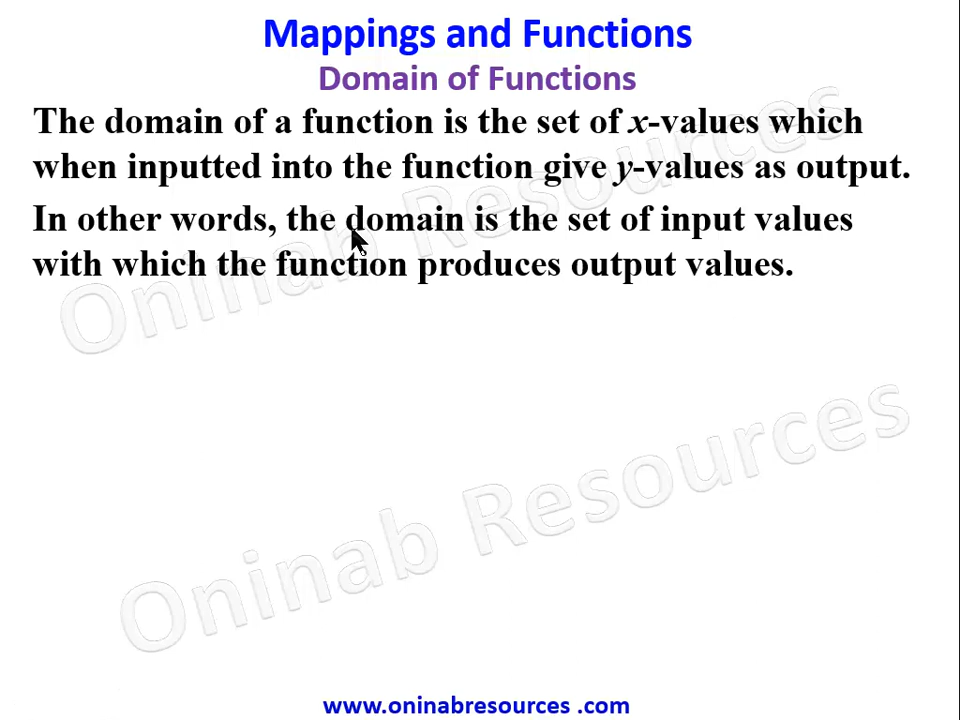 Mappings and Functions
Domain of Functions
The domain of a function is the set of x-values which
when inputted into the function give y-values as output.
In other words, the domain is the set of input values
with which the function produces output values.
Oninab Resources
Oninab Resources
www.oninabresources .com